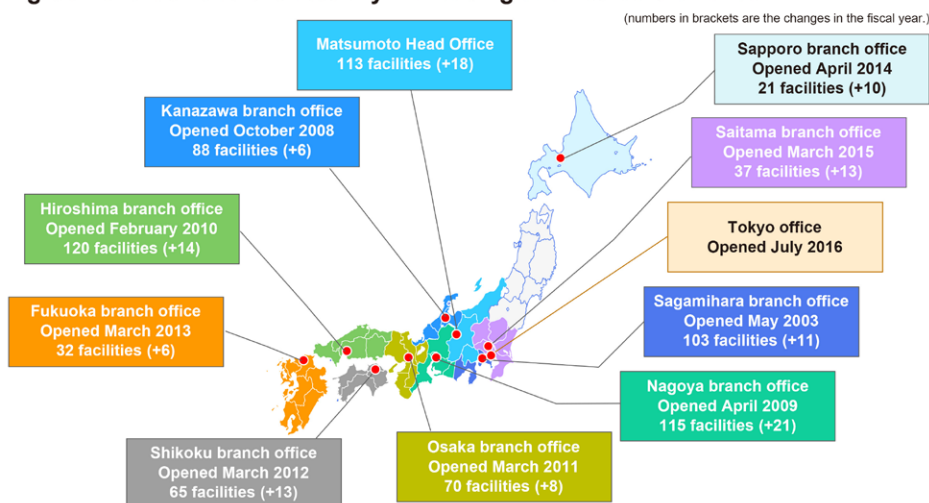 (numbers in brackets are the changes in the fiscal year.)
Matsumoto Head Office
113 facilities (+18)
Sapporo branch office
Opened April 2014
21 facilities (+10)
Kanazawa branch office
Opened October 2008
88 facilities (+6)
Saitama branch office
Opened March 2015
37 facilities (+13)
Hiroshima branch office
Opened February 2010
120 facilities (+14)
Tokyo office
Opened July 2016
Fukuoka branch office
Opened March 2013
32 facilities (+6)
Sagamihara branch office
Opened May 2003
103 facilities (+11)
Nagoya branch office
Opened April 2009
115 facilities (+21)
Shikoku branch office
Opened March 2012
65 facilities (+13)
Osaka branch office
Opened March 2011
70 facilities (+8)